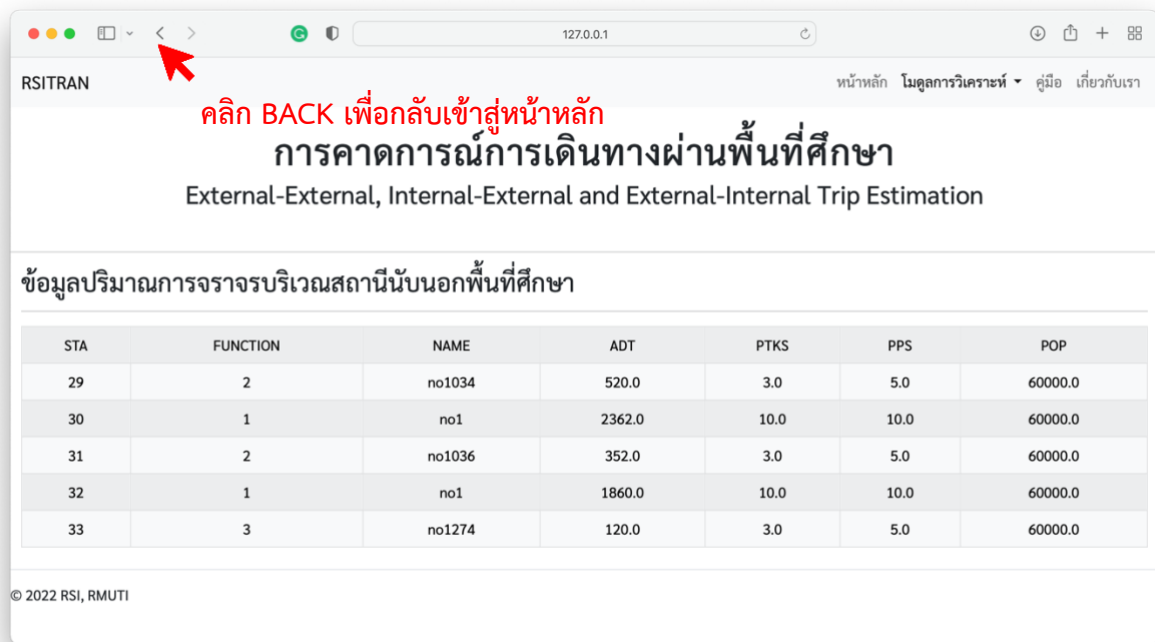 127.0.0.1
RSITRAN หน้าหลัก โมดูลการวิเคราะห์ คู่มือ เกี่ยวกับเรา
คลิก BACK เพื่อกลับเข้าสู่หน้าหลัก
การคาดการณ์การเดินทางผ่านพื้นที่ศึกษา
External-External, Internal-External and External-Internal Trip Estimation
ข้อมูลปริมาณการจราจรบริเวณสถานีนับนอกพื้นที่ศึกษา
STA FUNCTION NAME ADT PTKS PPS POP
29 2 no1034 520.0 3.0 5.0 60000.0
30 1 no1 2362.0 10.0 10.0 60000.0
31 2 no1036 352.0 3.0 5.0 60000.0
32 1 no1 1860.0 10.0 10.0 60000.0
33 3 no1274 120.0 3.0 5.0 60000.0
© 2022 RSI, RMUTI